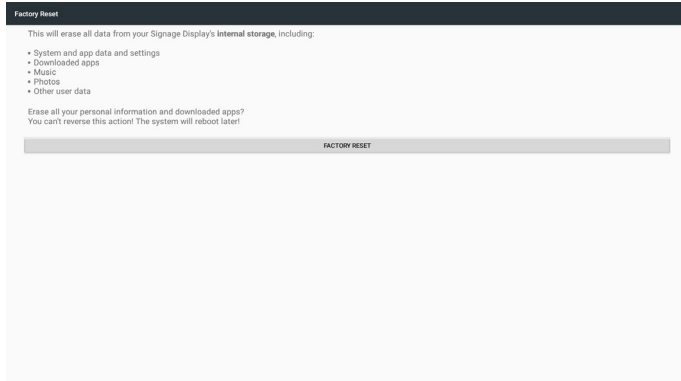 Factory Reset
This will erase all data from your Signage Display's internal storage, including:
• System and app data and settings
• Downloaded apps
• Music
• Photos
• Other user data
Erase all your personal information and downloaded apps?
You can't reverse this action! The system will reboot later!
FACTORY RESET